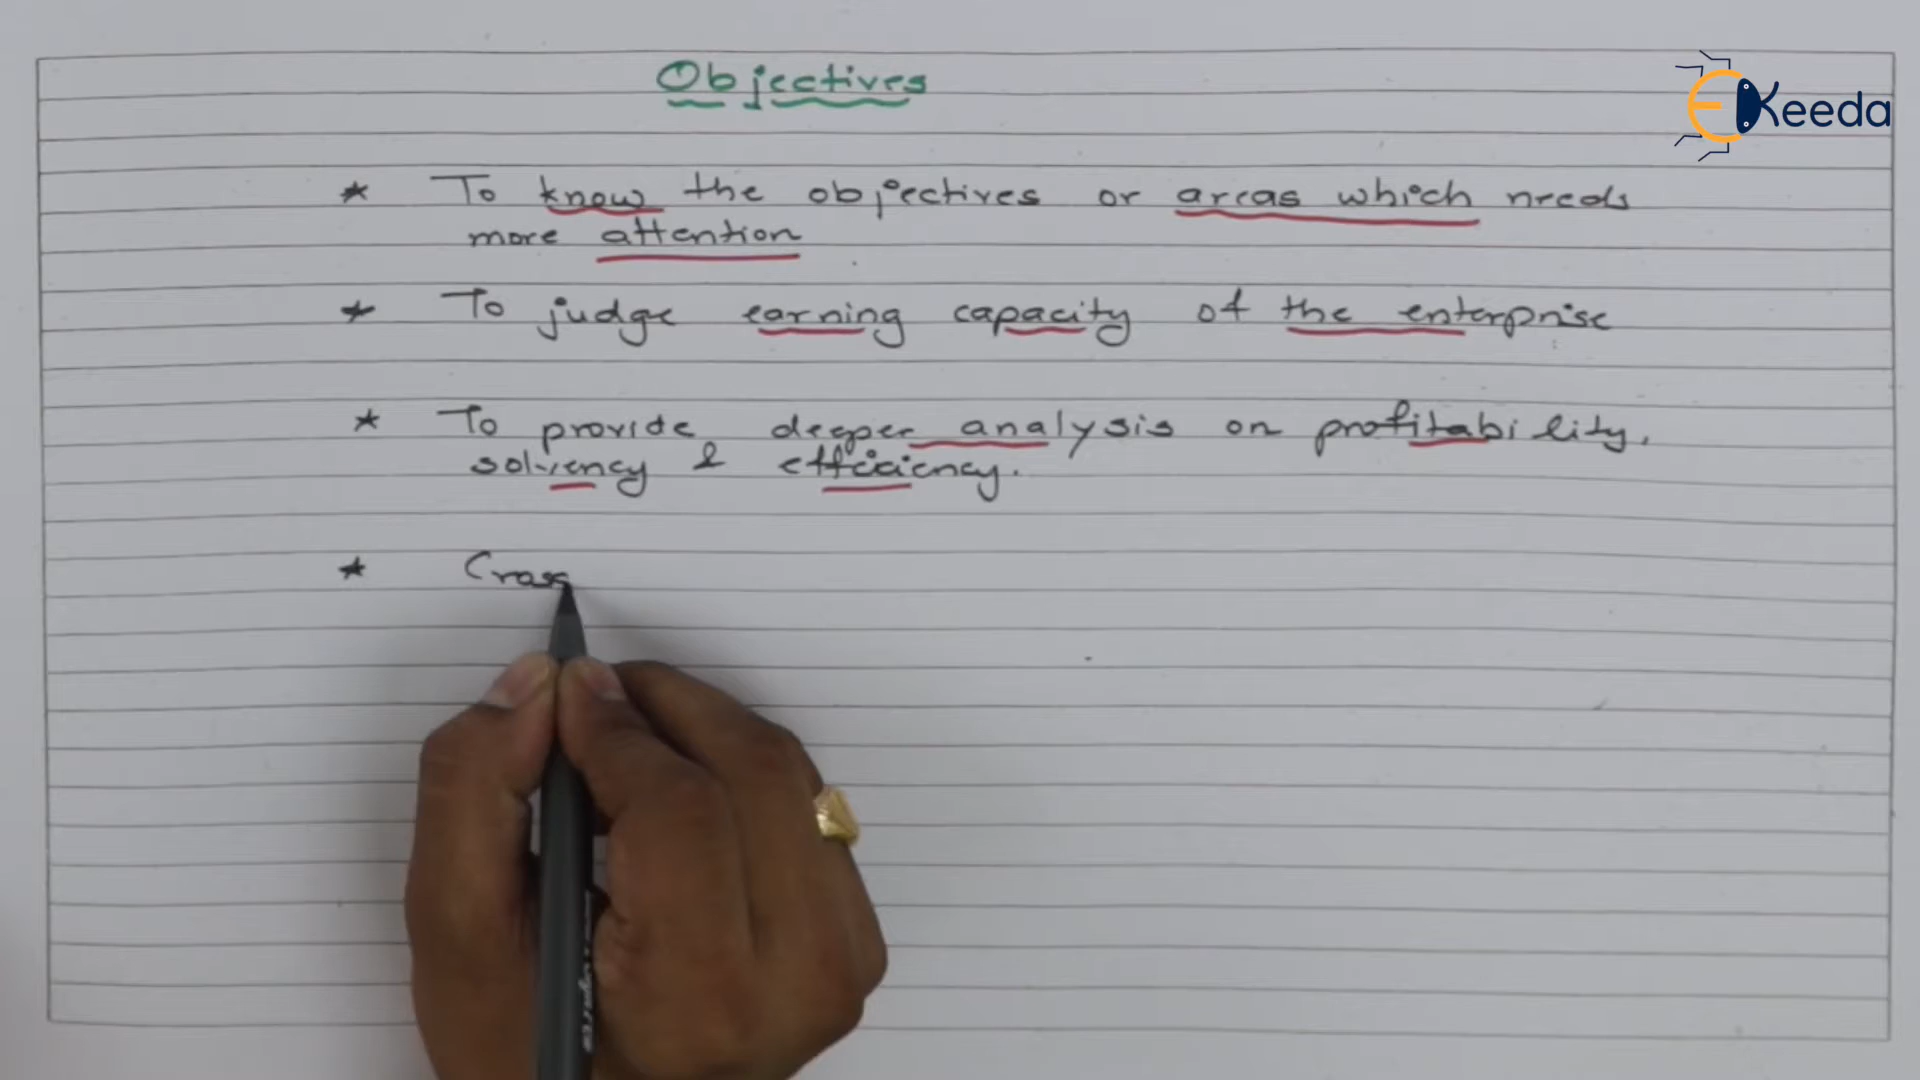 Objectives
EKeeda
* To know the objectives or areas which needs
more attention
* To judge earning capacity of the enterprise
* To provide deeper analysis on profitability,
solvency & efficiency.
* Cross